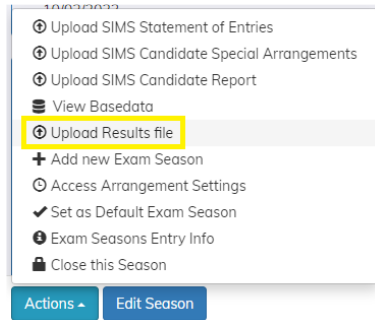 Upload SIMS Statement of Entries
Upload SIMS Candidate Special Arrangements
Upload SIMS Candidate Report
View Basedata
Upload Results file
Add new Exam Season
Access Arrangement Settings
Set as Default Exam Season
Exam Seasons Entry Info
Close this Season
Actions Edit Season